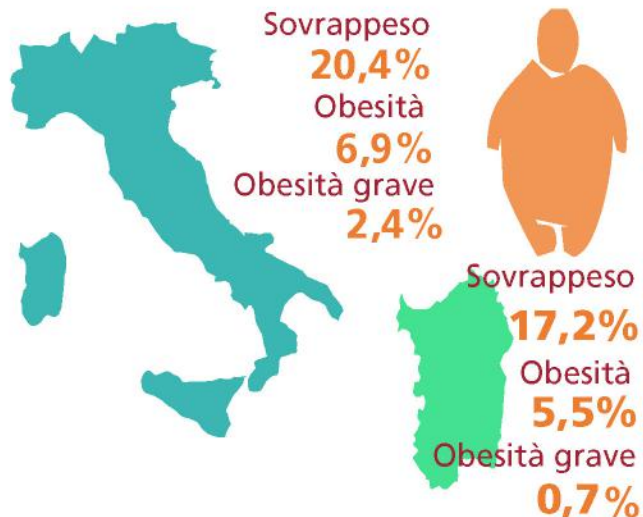 Sovrappeso
20,4%
Obesità
6,9%
Obesità grave
2,4%
Sovrappeso
17,2%
Obesità
5,5%
Obesità grave
0,7%